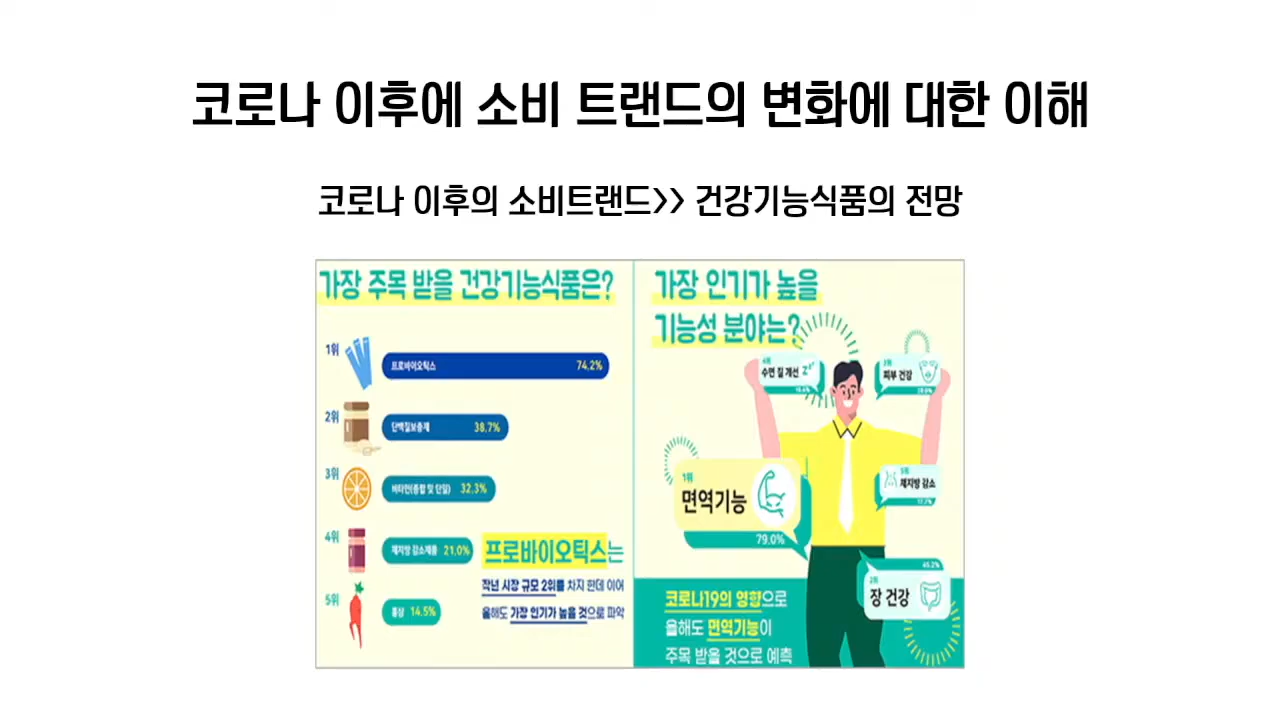 코로나 이후에 소비 트랜드의 변화에 대한 이해
코로나 이후의 소비트랜드>> 건강기능식품의 전망
가장 주목 받을 건강기능식품은?
1위
프로바이오틱스
74.2%
2위
단백질보충제
38.7%
3위
비타민(종합 및 단일)
32.3%
4위
체지방 감소제품
21.0%
5위
홍삼
14.5%
프로바이오틱스는
작년 시장 규모 2위를 차지 한데 이어
올해도 가장 인기가 높을 것으로 파악
가장 인기가 높을
기능성 분야는?
4위
수면 질 개선
3위
피부 건강
1위
면역기능
79.0%
5위
체지방 감소
2위
장 건강
코로나19의 영향으로
올해도 면역기능이
주목 받을 것으로 예측